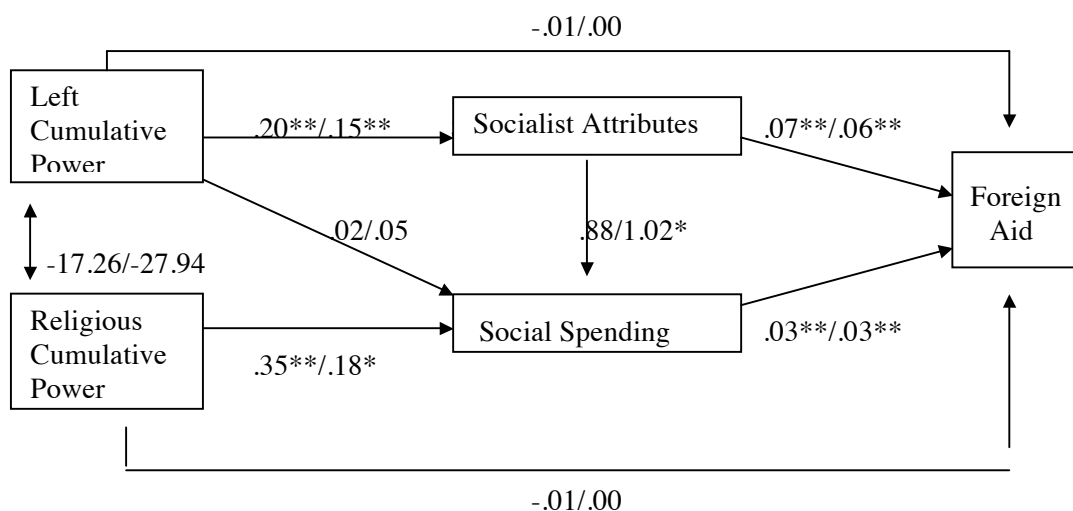 -.01/.00
Left
Cumulative
Power
.20**/.15**
Socialist Attributes
.07**/.06**
Foreign
Aid
.02/.05
.88/1.02*
-17.26/-27.94
Religious
Cumulative
Power
.35**/.18*
Social Spending
.03**/.03**
-.01/.00